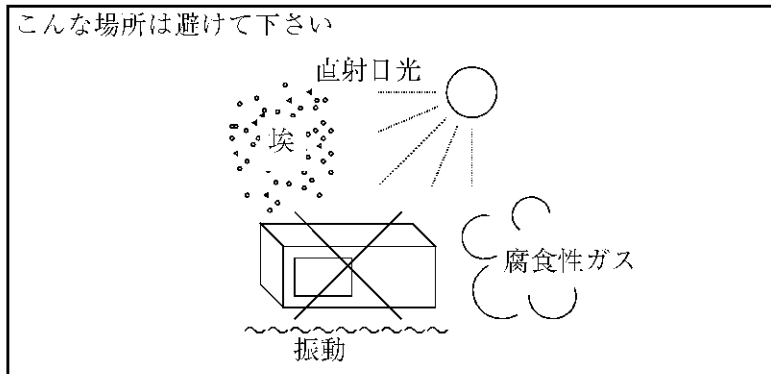 こんな場所は避けて下さい
直射日光
埃
腐食性ガス
振動